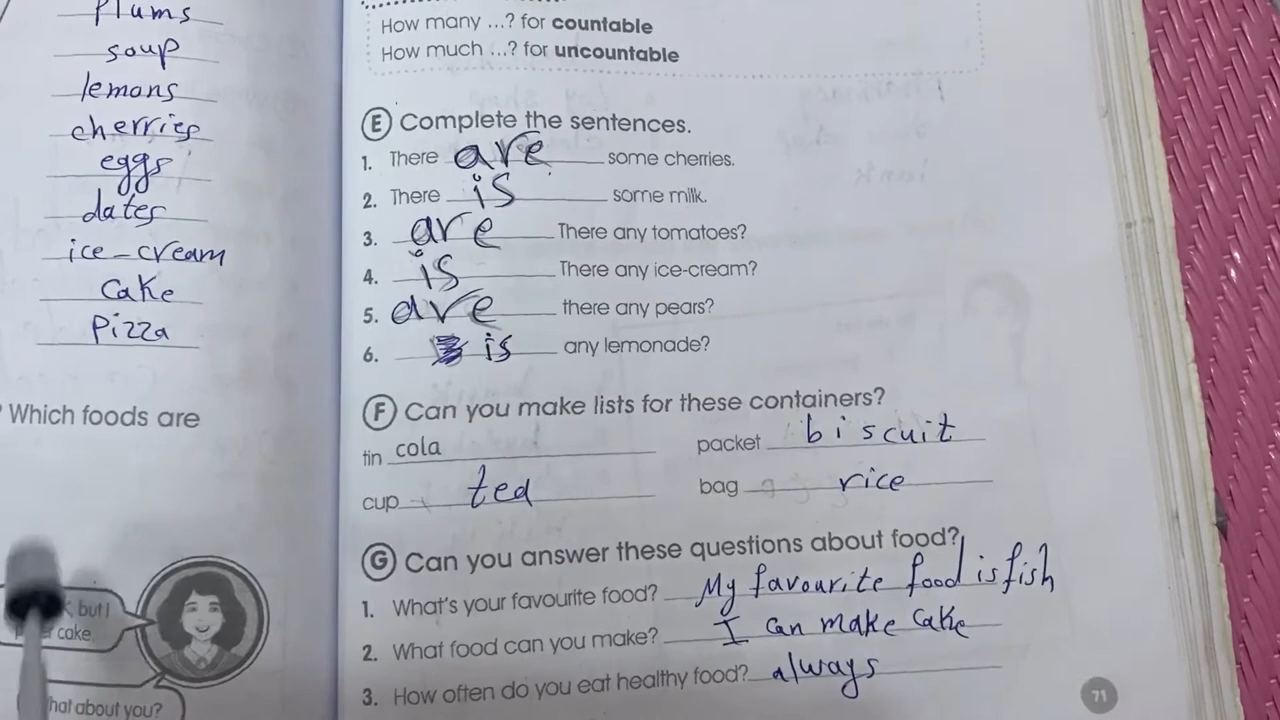 plums
soup
lemons
cherries
eggs
dates
ice-cream
cake
Pizza
Which foods are
but I
cake.
hat about you?
How many ...? for countable
How much ...? for uncountable
E Complete the sentences.
1. There are some cherries.
2. There is some milk.
3. are There any tomatoes?
4. is There any ice-cream?
5. are there any pears?
6. is any lemonade?
F Can you make lists for these containers?
tin cola packet biscuit
cup tea bag rice
G Can you answer these questions about food?
1. What's your favourite food? My favourite food is fish
2. What food can you make? I can make cake
3. How often do you eat healthy food? always
71